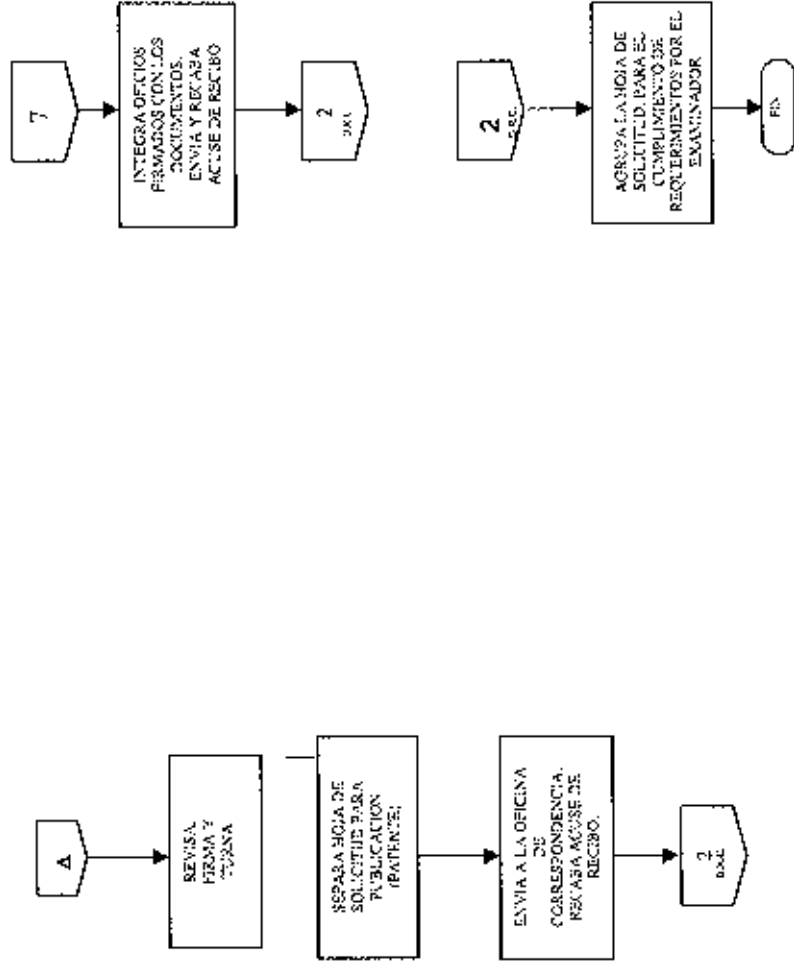 A
REVISA,
FIRMA Y
TURNA
SEPARA HOJA DE
SOLICITUD PARA
PUBLICACION
(PATENTE)
ENVIA A LA OFICINA
DE
CORRESPONDENCIA,
RECABA ACUSE DE
RECIBO.
2
7
INTEGRA OFICIOS
FIRMADOS CON LOS
DOCUMENTOS.
ENVIA Y RECABA
ACUSE DE RECIBO
2
2
AGRUPA LA HOJA DE
SOLICITUD, PARA EL
CUMPLIMIENTO DE
REQUERIMIENTOS POR EL
EXAMINADOR
FIN